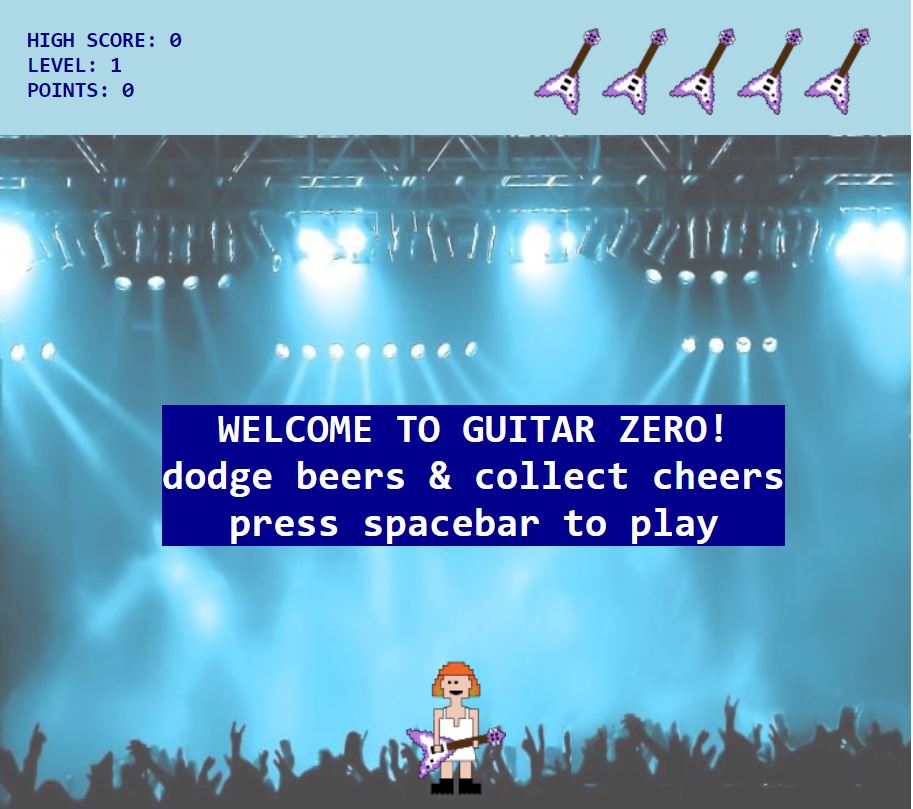 HIGH SCORE: 0
LEVEL: 1
POINTS: 0
WELCOME TO GUITAR ZERO!
dodge beers & collect cheers
press spacebar to play